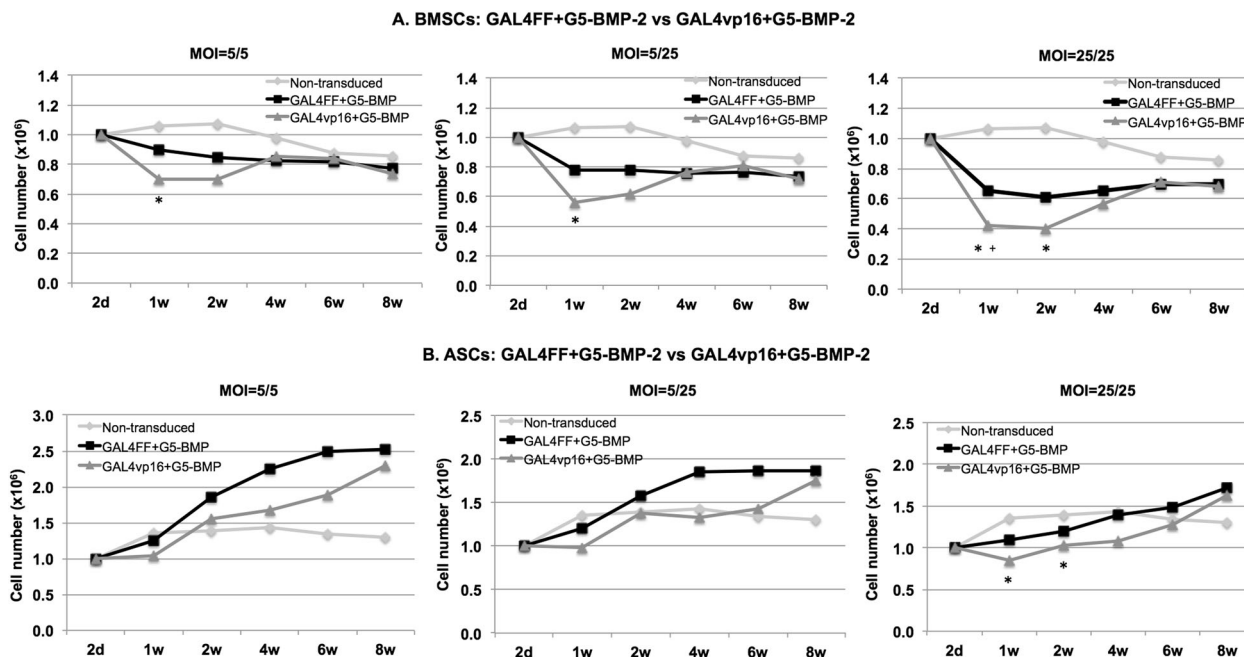 A. BMSCs: GAL4FF+G5-BMP-2 vs GAL4vp16+G5-BMP-2
MOI=5/5
Cell number (x10⁶)
1.4
1.2
1.0
0.8
0.6
0.4
0.2
0.0
Non-transduced
GAL4FF+G5-BMP
GAL4vp16+G5-BMP
*
2d 1w 2w 4w 6w 8w
MOI=5/25
Cell number (x10⁶)
1.4
1.2
1.0
0.8
0.6
0.4
0.2
0.0
Non-transduced
GAL4FF+G5-BMP
GAL4vp16+G5-BMP
*
2d 1w 2w 4w 6w 8w
MOI=25/25
Cell number (x10⁶)
1.4
1.2
1.0
0.8
0.6
0.4
0.2
0.0
Non-transduced
GAL4FF+G5-BMP
GAL4vp16+G5-BMP
* + *
2d 1w 2w 4w 6w 8w
B. ASCs: GAL4FF+G5-BMP-2 vs GAL4vp16+G5-BMP-2
MOI=5/5
Cell number (x10⁶)
3.0
2.5
2.0
1.5
1.0
0.5
0.0
Non-transduced
GAL4FF+G5-BMP
GAL4vp16+G5-BMP
2d 1w 2w 4w 6w 8w
MOI=5/25
Cell number (x10⁶)
2.5
2.0
1.5
1.0
0.5
0.0
Non-transduced
GAL4FF+G5-BMP
GAL4vp16+G5-BMP
2d 1w 2w 4w 6w 8w
MOI=25/25
Cell number (x10⁶)
2.5
2.0
1.5
1.0
0.5
0.0
Non-transduced
GAL4FF+G5-BMP
GAL4vp16+G5-BMP
* *
2d 1w 2w 4w 6w 8w